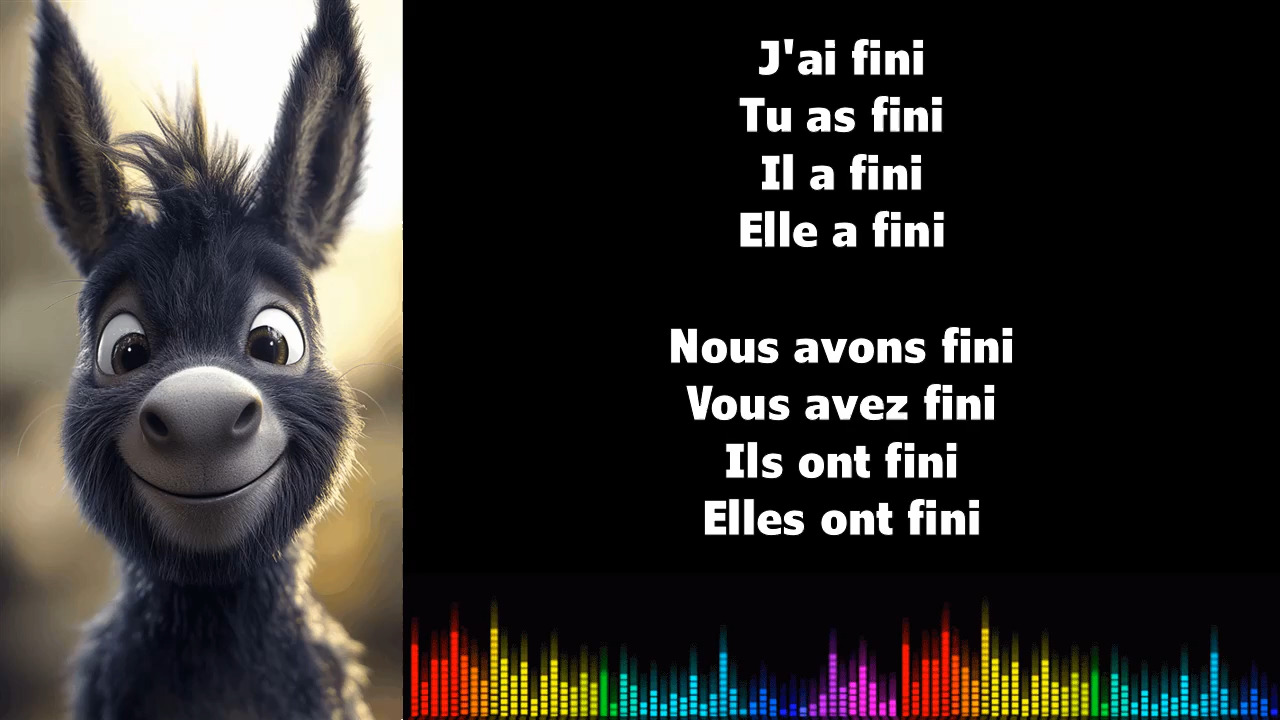 J'ai fini
Tu as fini
Il a fini
Elle a fini
Nous avons fini
Vous avez fini
Ils ont fini
Elles ont fini